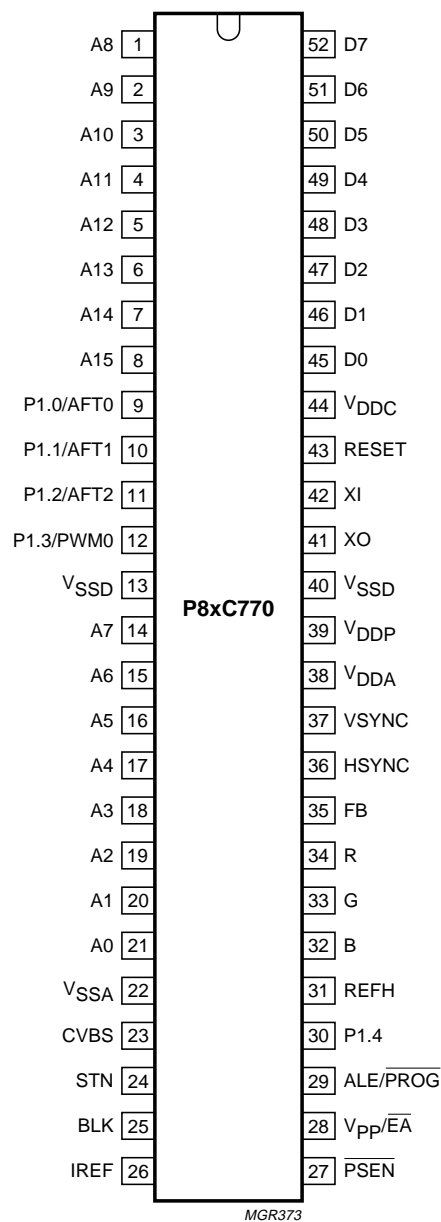 A8 1 52 D7
A9 2 51 D6
A10 3 50 D5
A11 4 49 D4
A12 5 48 D3
A13 6 47 D2
A14 7 46 D1
A15 8 45 D0
P1.0/AFT0 9 44 VDDC
P1.1/AFT1 10 43 RESET
P1.2/AFT2 11 42 XI
P1.3/PWM0 12 41 XO
VSSD 13 40 VSSD
P8xC770
A7 14 39 VDDP
A6 15 38 VDDA
A5 16 37 VSYNC
A4 17 36 HSYNC
A3 18 35 FB
A2 19 34 R
A1 20 33 G
A0 21 32 B
VSSA 22 31 REFH
CVBS 23 30 P1.4
STN 24 29 ALE/PROG
BLK 25 28 VPP/EA
IREF 26 27 PSEN
MGR373